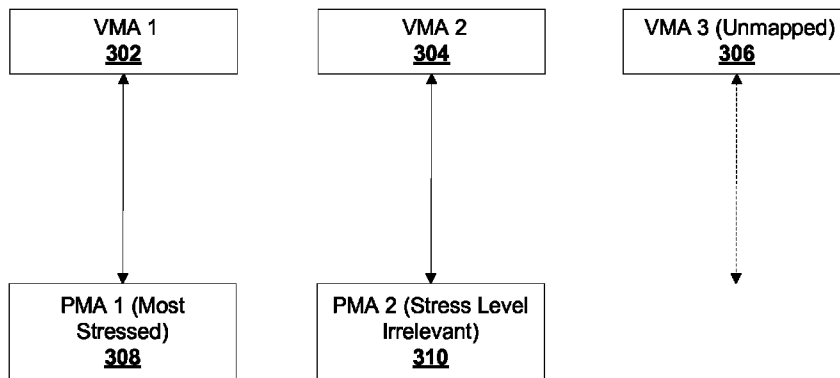 VMA 1
302
VMA 2
304
VMA 3 (Unmapped)
306
PMA 1 (Most
Stressed)
308
PMA 2 (Stress Level
Irrelevant)
310